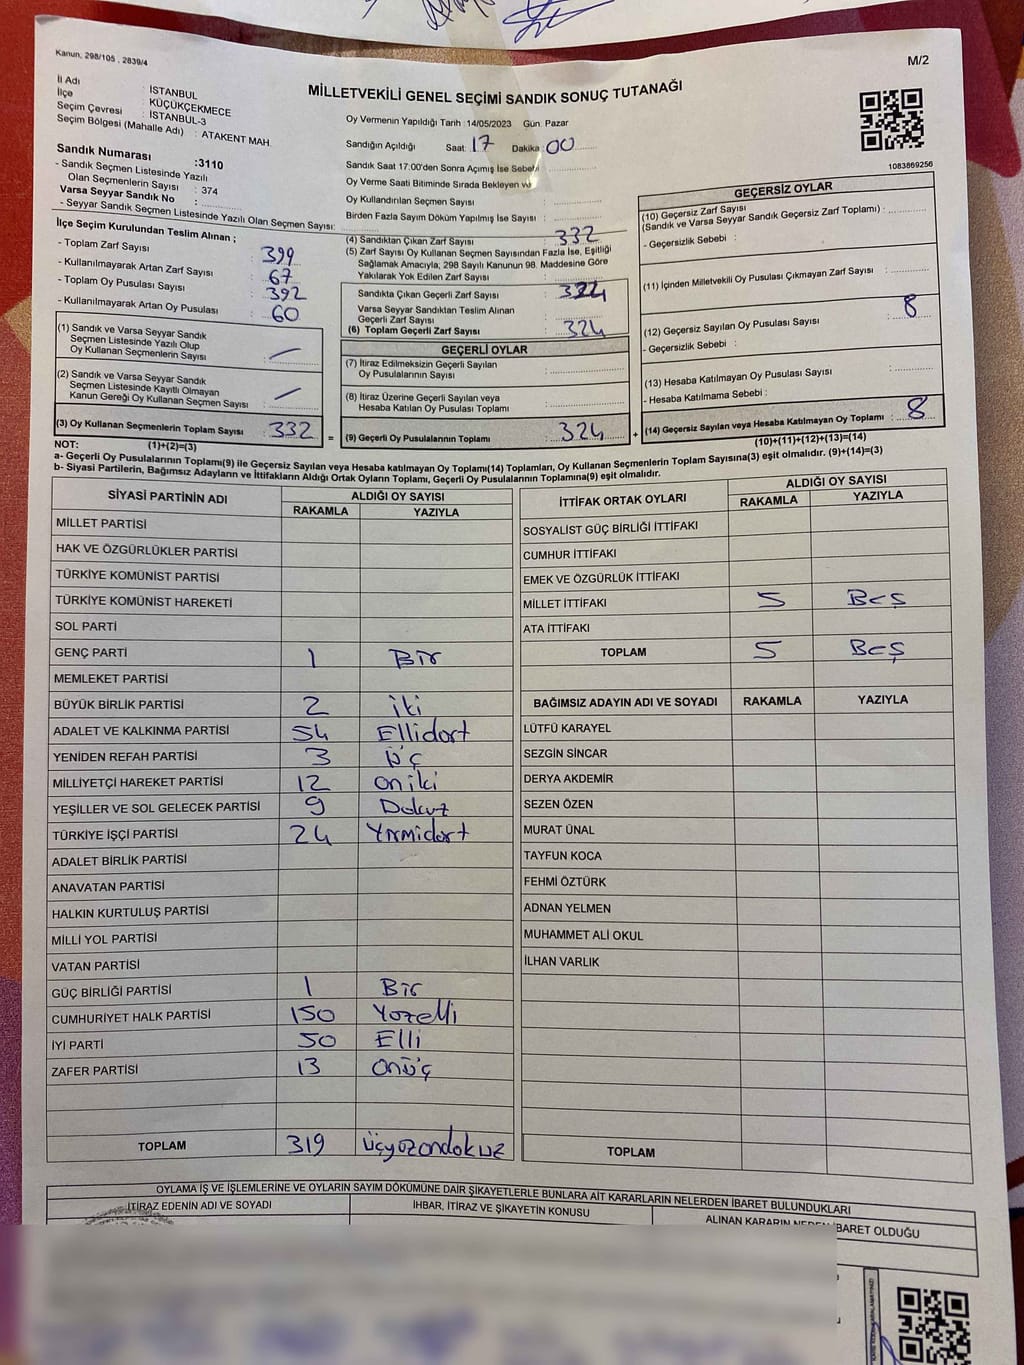 Kanun, 298/105 , 2839/4
M/2
İl Adı : İSTANBUL
İlçe : KÜÇÜKÇEKMECE
Seçim Çevresi : İSTANBUL-3
Seçim Bölgesi (Mahalle Adı) : ATAKENT MAH.
MİLLETVEKİLİ GENEL SEÇİMİ SANDIK SONUÇ TUTANAĞI
Oy Vermenin Yapıldığı Tarih :14/05/2023 Gün: Pazar
Sandığın Açıldığı Saat: 17 Dakika: 00
Sandık Saat 17.00'den Sonra Açımış İse Sebebi
Oy Verme Saati Bitiminde Sırada Bekleyen ve
Oy Kullandırılan Seçmen Sayısı :
Birden Fazla Sayım Döküm Yapılmış İse Sayısı :
1083869256
Sandık Numarası :3110
- Sandık Seçmen Listesinde Yazılı
Olan Seçmenlerin Sayısı : 374
Varsa Seyyar Sandık No :
- Seyyar Sandık Seçmen Listesinde Yazılı Olan Seçmen Sayısı:
İlçe Seçim Kurulundan Teslim Alınan ;
- Toplam Zarf Sayısı : 399
- Kullanılmayarak Artan Zarf Sayısı : 67
- Toplam Oy Pusulası Sayısı : 392
- Kullanılmayarak Artan Oy Pusulası : 60
(1) Sandık ve Varsa Seyyar Sandık
Seçmen Listesinde Yazılı Olup
Oy Kullanan Seçmenlerin Sayısı : —
(2) Sandık ve Varsa Seyyar Sandık
Seçmen Listesinde Kayıtlı Olmayan
Kanun Gereği Oy Kullanan Seçmen Sayısı : —
(3) Oy Kullanan Seçmenlerin Toplam Sayısı : 332
(1)+(2)=(3)
(4) Sandıktan Çıkan Zarf Sayısı : 332
(5) Zarf Sayısı Oy Kullanan Seçmen Sayısından Fazla İse, Eşitliği
Sağlamak Amacıyla, 298 Sayılı Kanunun 98. Maddesine Göre
Yakılarak Yok Edilen Zarf Sayısı :
Sandıkta Çıkan Geçerli Zarf Sayısı : 324
Varsa Seyyar Sandıktan Teslim Alınan
Geçerli Zarf Sayısı :
(6) Toplam Geçerli Zarf Sayısı : 324
GEÇERLİ OYLAR
(7) İtiraz Edilmeksizin Geçerli Sayılan
Oy Pusulalarının Sayısı :
(8) İtiraz Üzerine Geçerli Sayılan veya
Hesaba Katılan Oy Pusulası Toplamı :
= (9) Geçerli Oy Pusulalarının Toplamı : 324 +
GEÇERSİZ OYLAR
(10) Geçersiz Zarf Sayısı
(Sandık ve Varsa Seyyar Sandık Geçersiz Zarf Toplamı) :
- Geçersizlik Sebebi :
(11) İçinden Milletvekili Oy Pusulası Çıkmayan Zarf Sayısı :
(12) Geçersiz Sayılan Oy Pusulası Sayısı : 8
- Geçersizlik Sebebi :
(13) Hesaba Katılmayan Oy Pusulası Sayısı :
- Hesaba Katılmama Sebebi :
(14) Geçersiz Sayılan veya Hesaba Katılmayan Oy Toplamı : 8
(10)+(11)+(12)+(13)=(14)
NOT:
a- Geçerli Oy Pusulalarının Toplamı(9) ile Geçersiz Sayılan veya Hesaba katılmayan Oy Toplamı(14) Toplamları, Oy Kullanan Seçmenlerin Toplam Sayısına(3) eşit olmalıdır. (9)+(14)=(3)
b- Siyasi Partilerin, Bağımsız Adayların ve İttifakların Aldığı Ortak Oyların Toplamı, Geçerli Oy Pusulalarının Toplamına(9) eşit olmalıdır.
SİYASİ PARTİNİN ADI ALDIĞI OY SAYISI
RAKAMLA YAZIYLA
MİLLET PARTİSİ
HAK VE ÖZGÜRLÜKLER PARTİSİ
TÜRKİYE KOMÜNİST PARTİSİ
TÜRKİYE KOMÜNİST HAREKETİ
SOL PARTİ
GENÇ PARTİ 1 Bir
MEMLEKET PARTİSİ
BÜYÜK BİRLİK PARTİSİ 2 iki
ADALET VE KALKINMA PARTİSİ 54 Ellidört
YENİDEN REFAH PARTİSİ 3 üç
MİLLİYETÇİ HAREKET PARTİSİ 12 oniki
YEŞİLLER VE SOL GELECEK PARTİSİ 9 Dokuz
TÜRKİYE İŞÇİ PARTİSİ 24 Yirmidört
ADALET BİRLİK PARTİSİ
ANAVATAN PARTİSİ
HALKIN KURTULUŞ PARTİSİ
MİLLİ YOL PARTİSİ
VATAN PARTİSİ
GÜÇ BİRLİĞİ PARTİSİ 1 Bir
CUMHURİYET HALK PARTİSİ 150 Yüzelli
İYİ PARTİ 50 Elli
ZAFER PARTİSİ 13 Onüç
TOPLAM 319 üçyüzondokuz
İTTİFAK ORTAK OYLARI ALDIĞI OY SAYISI
RAKAMLA YAZIYLA
SOSYALİST GÜÇ BİRLİĞİ İTTİFAKI
CUMHUR İTTİFAKI
EMEK VE ÖZGÜRLÜK İTTİFAKI
MİLLET İTTİFAKI 5 Beş
ATA İTTİFAKI
TOPLAM 5 Beş
BAĞIMSIZ ADAYIN ADI VE SOYADI RAKAMLA YAZIYLA
LÜTFÜ KARAYEL
SEZGİN SİNCAR
DERYA AKDEMİR
SEZEN ÖZEN
MURAT ÜNAL
TAYFUN KOCA
FEHMİ ÖZTÜRK
ADNAN YELMEN
MUHAMMET ALİ OKUL
İLHAN VARLIK
TOPLAM
OYLAMA İŞ VE İŞLEMLERİNE VE OYLARIN SAYIM DÖKÜMÜNE DAİR ŞİKAYETLERLE BUNLARA AİT KARARLARIN NELERDEN İBARET BULUNDUKLARI
İTİRAZ EDENİN ADI VE SOYADI İHBAR, İTİRAZ VE ŞİKAYETİN KONUSU ALINAN KARARIN NEDEN İBARET OLDUĞU